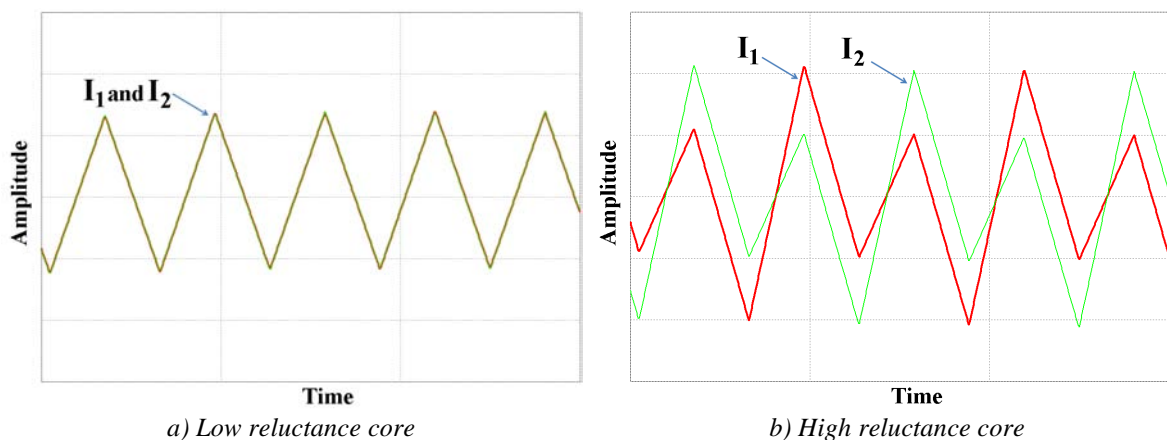 I1 and I2
Amplitude
Time
a) Low reluctance core
I1
I2
Amplitude
Time
b) High reluctance core